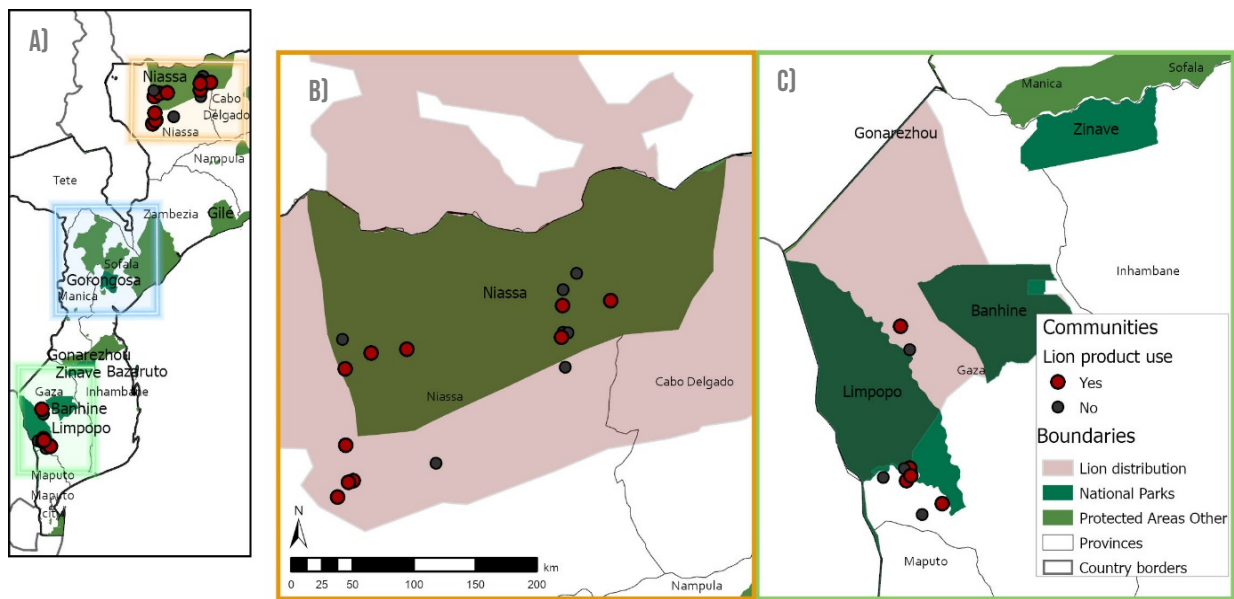 A)
Niassa
Cabo
Delgado
Niassa
Nampula
Tete
Zambezia
Gilé
Sofala
Gorongosa
Manica
Gonarezhou
Zinave Bazaruto
Gaza
Inhambane
Banhine
Limpopo
Maputo
Maputo
city
B)
Niassa
Cabo Delgado
Niassa
N
0
25
50
100
150
200
km
Nampula
C)
Sofala
Manica
Gonarezhou
Zinave
Inhambane
Banhine
Gaza
Limpopo
Maputo
Communities
Lion product use
Yes
No
Boundaries
Lion distribution
National Parks
Protected Areas Other
Provinces
Country borders